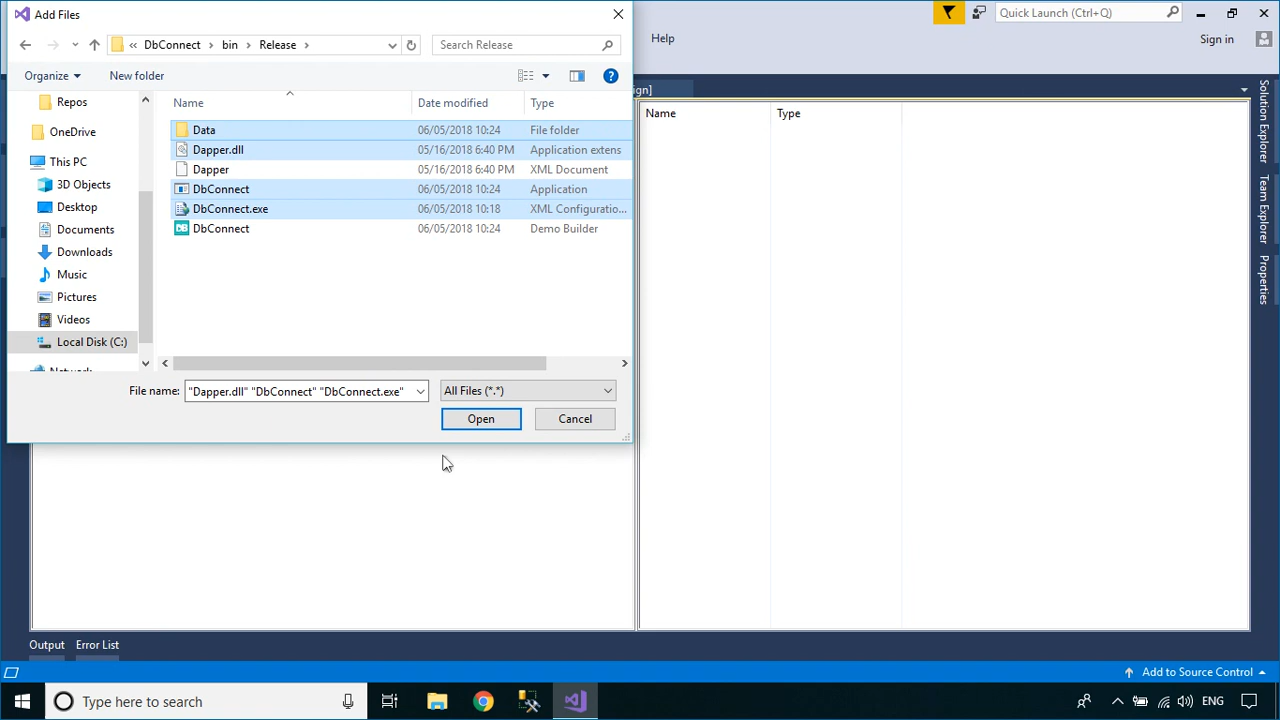 Add Files
Quick Launch (Ctrl+Q)
« DbConnect › bin › Release ›
Search Release
Help
Sign in
Organize
New folder
ign]
Name
Date modified
Type
Name
Type
Repos
OneDrive
This PC
3D Objects
Desktop
Documents
Downloads
Music
Pictures
Videos
Local Disk (C:)
Network
Data 06/05/2018 10:24 File folder
Dapper.dll 05/16/2018 6:40 PM Application extens
Dapper 05/16/2018 6:40 PM XML Document
DbConnect 06/05/2018 10:24 Application
DbConnect.exe 06/05/2018 10:18 XML Configuratio...
DbConnect 06/05/2018 10:24 Demo Builder
File name: "Dapper.dll" "DbConnect" "DbConnect.exe"
All Files (*.*)
Open
Cancel
Solution Explorer
Team Explorer
Properties
Output
Error List
Add to Source Control
Type here to search
ENG